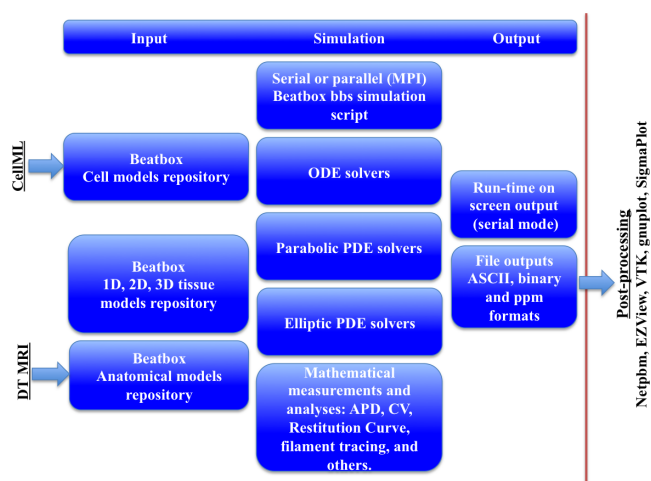 Input
Simulation
Output
CellML
Beatbox
Cell models repository
Beatbox
1D, 2D, 3D tissue
models repository
DT MRI
Beatbox
Anatomical models
repository
Serial or parallel (MPI)
Beatbox bbs simulation
script
ODE solvers
Parabolic PDE solvers
Elliptic PDE solvers
Mathematical
measurements and
analyses: APD, CV,
Restitution Curve,
filament tracing, and
others.
Run-time on
screen output
(serial mode)
File outputs
ASCII, binary
and ppm
formats
Post-processing
Netpbm, EZView, VTK, gnuplot, SigmaPlot